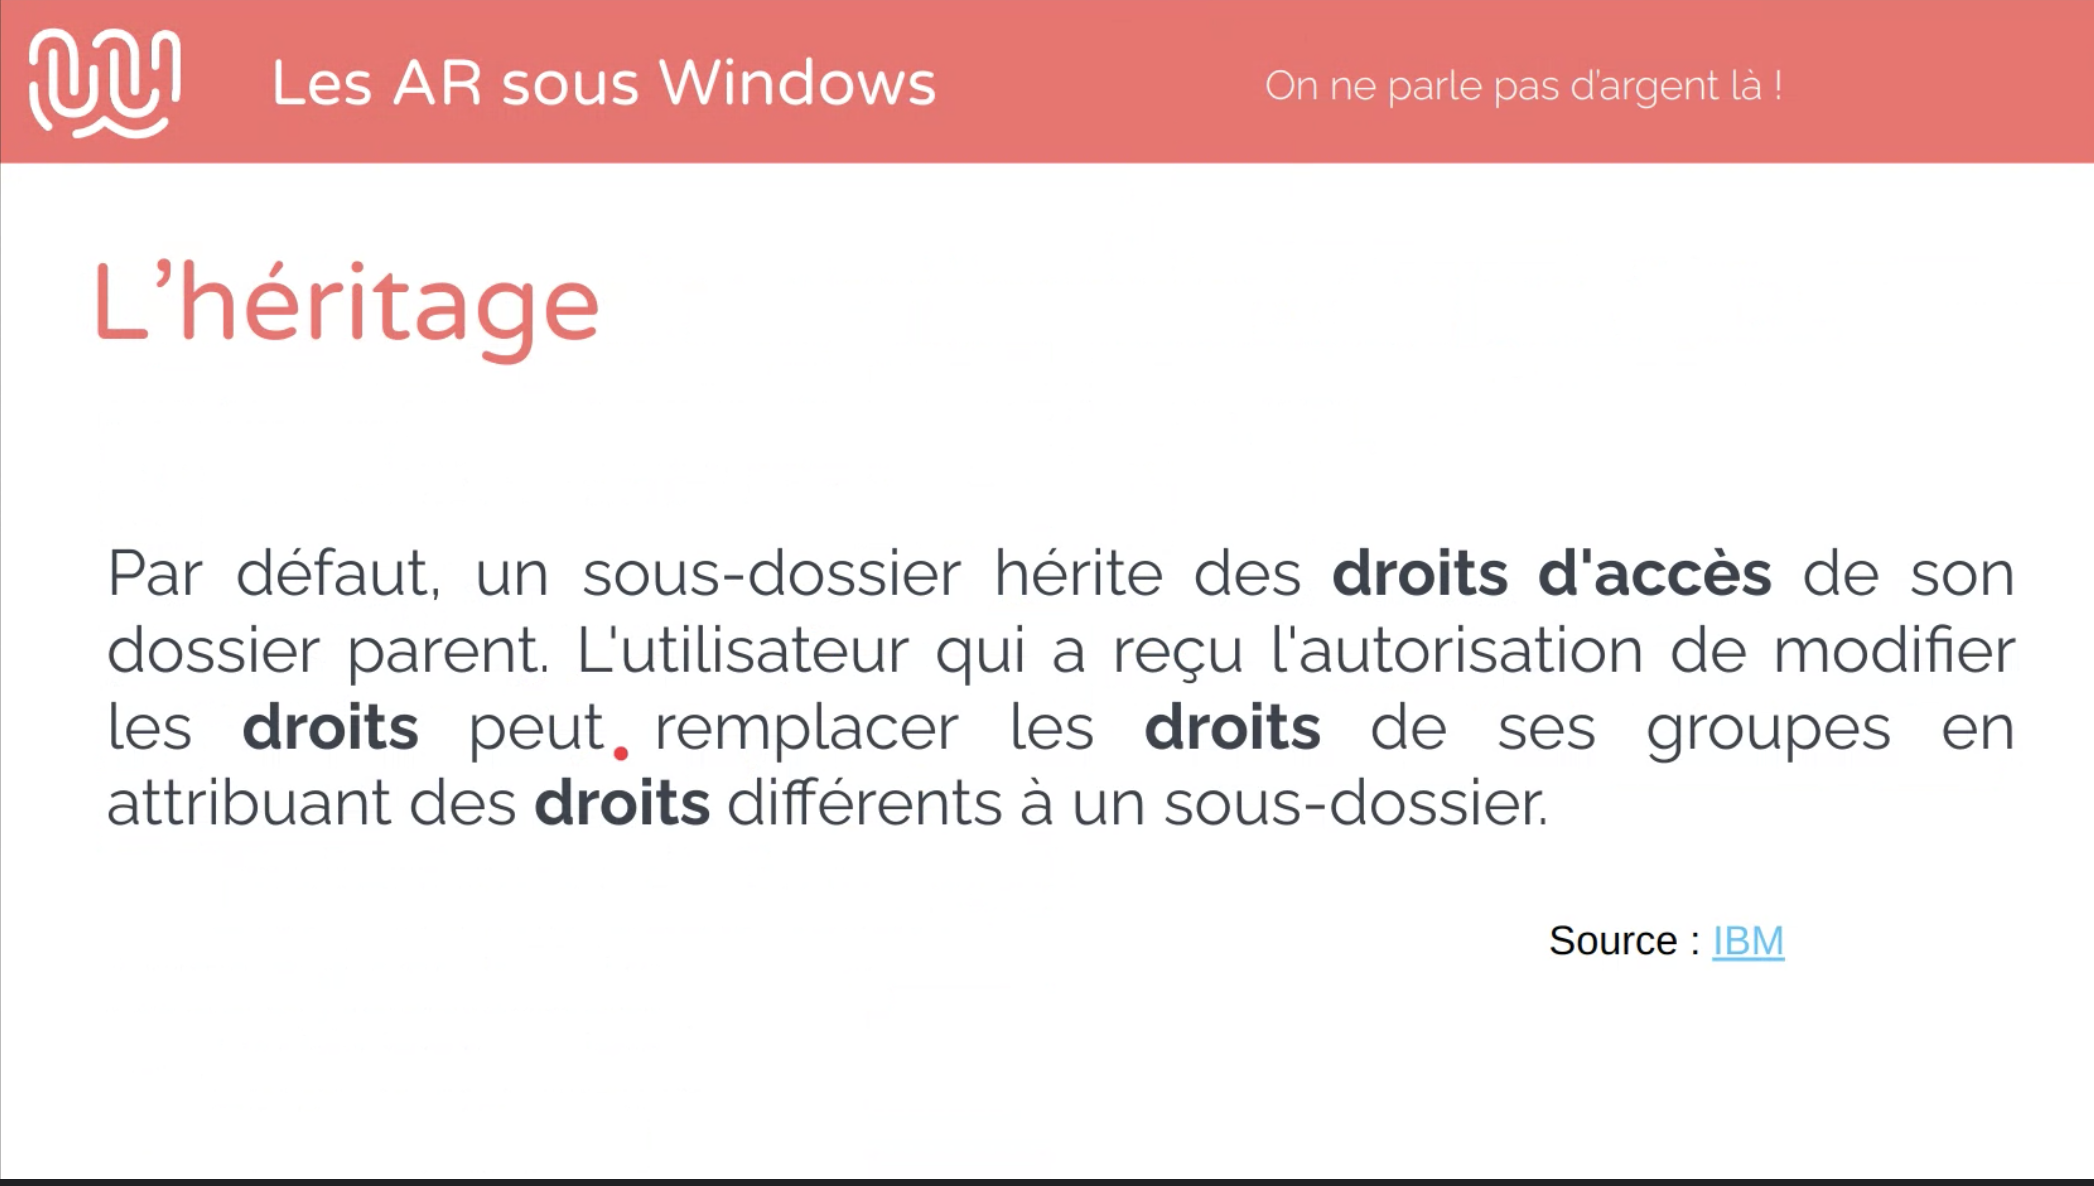 Les AR sous Windows
On ne parle pas d'argent là !
L'héritage
Par défaut, un sous-dossier hérite des droits d'accès de son
dossier parent. L'utilisateur qui a reçu l'autorisation de modifier
les droits peut remplacer les droits de ses groupes en
attribuant des droits différents à un sous-dossier.
Source : IBM